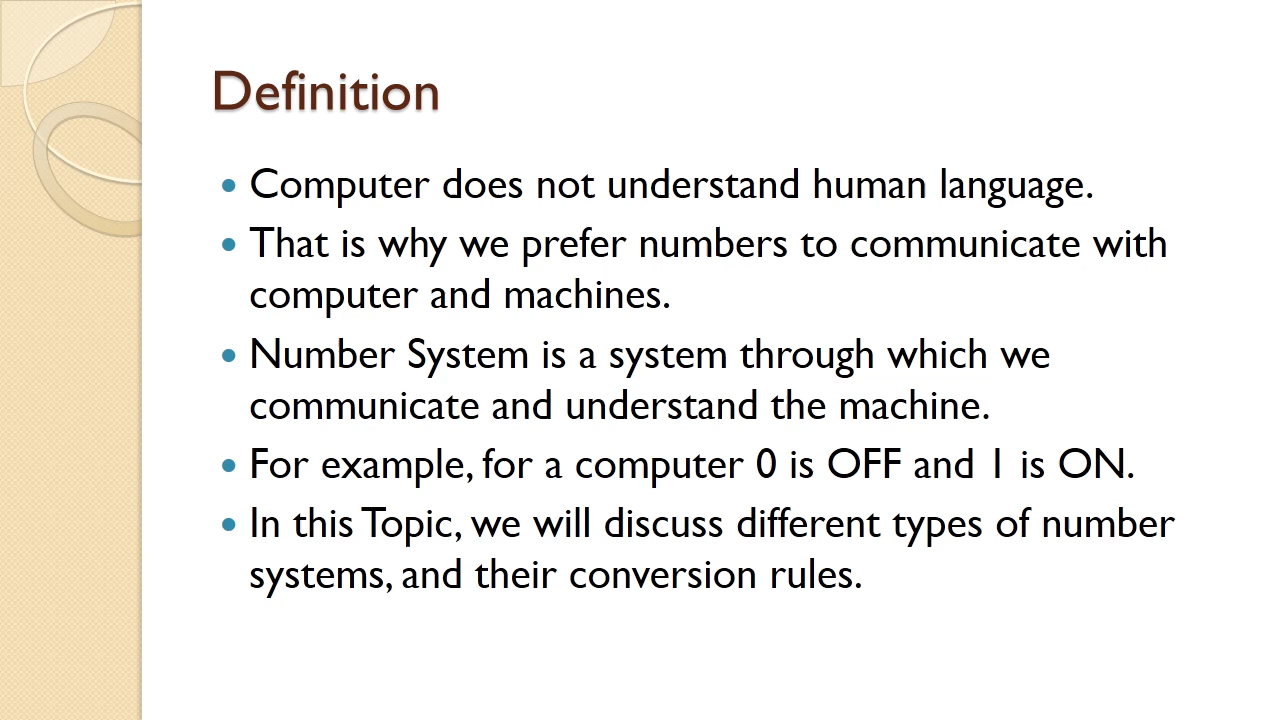 Definition
• Computer does not understand human language.
• That is why we prefer numbers to communicate with
computer and machines.
• Number System is a system through which we
communicate and understand the machine.
• For example, for a computer 0 is OFF and 1 is ON.
• In this Topic, we will discuss different types of number
systems, and their conversion rules.